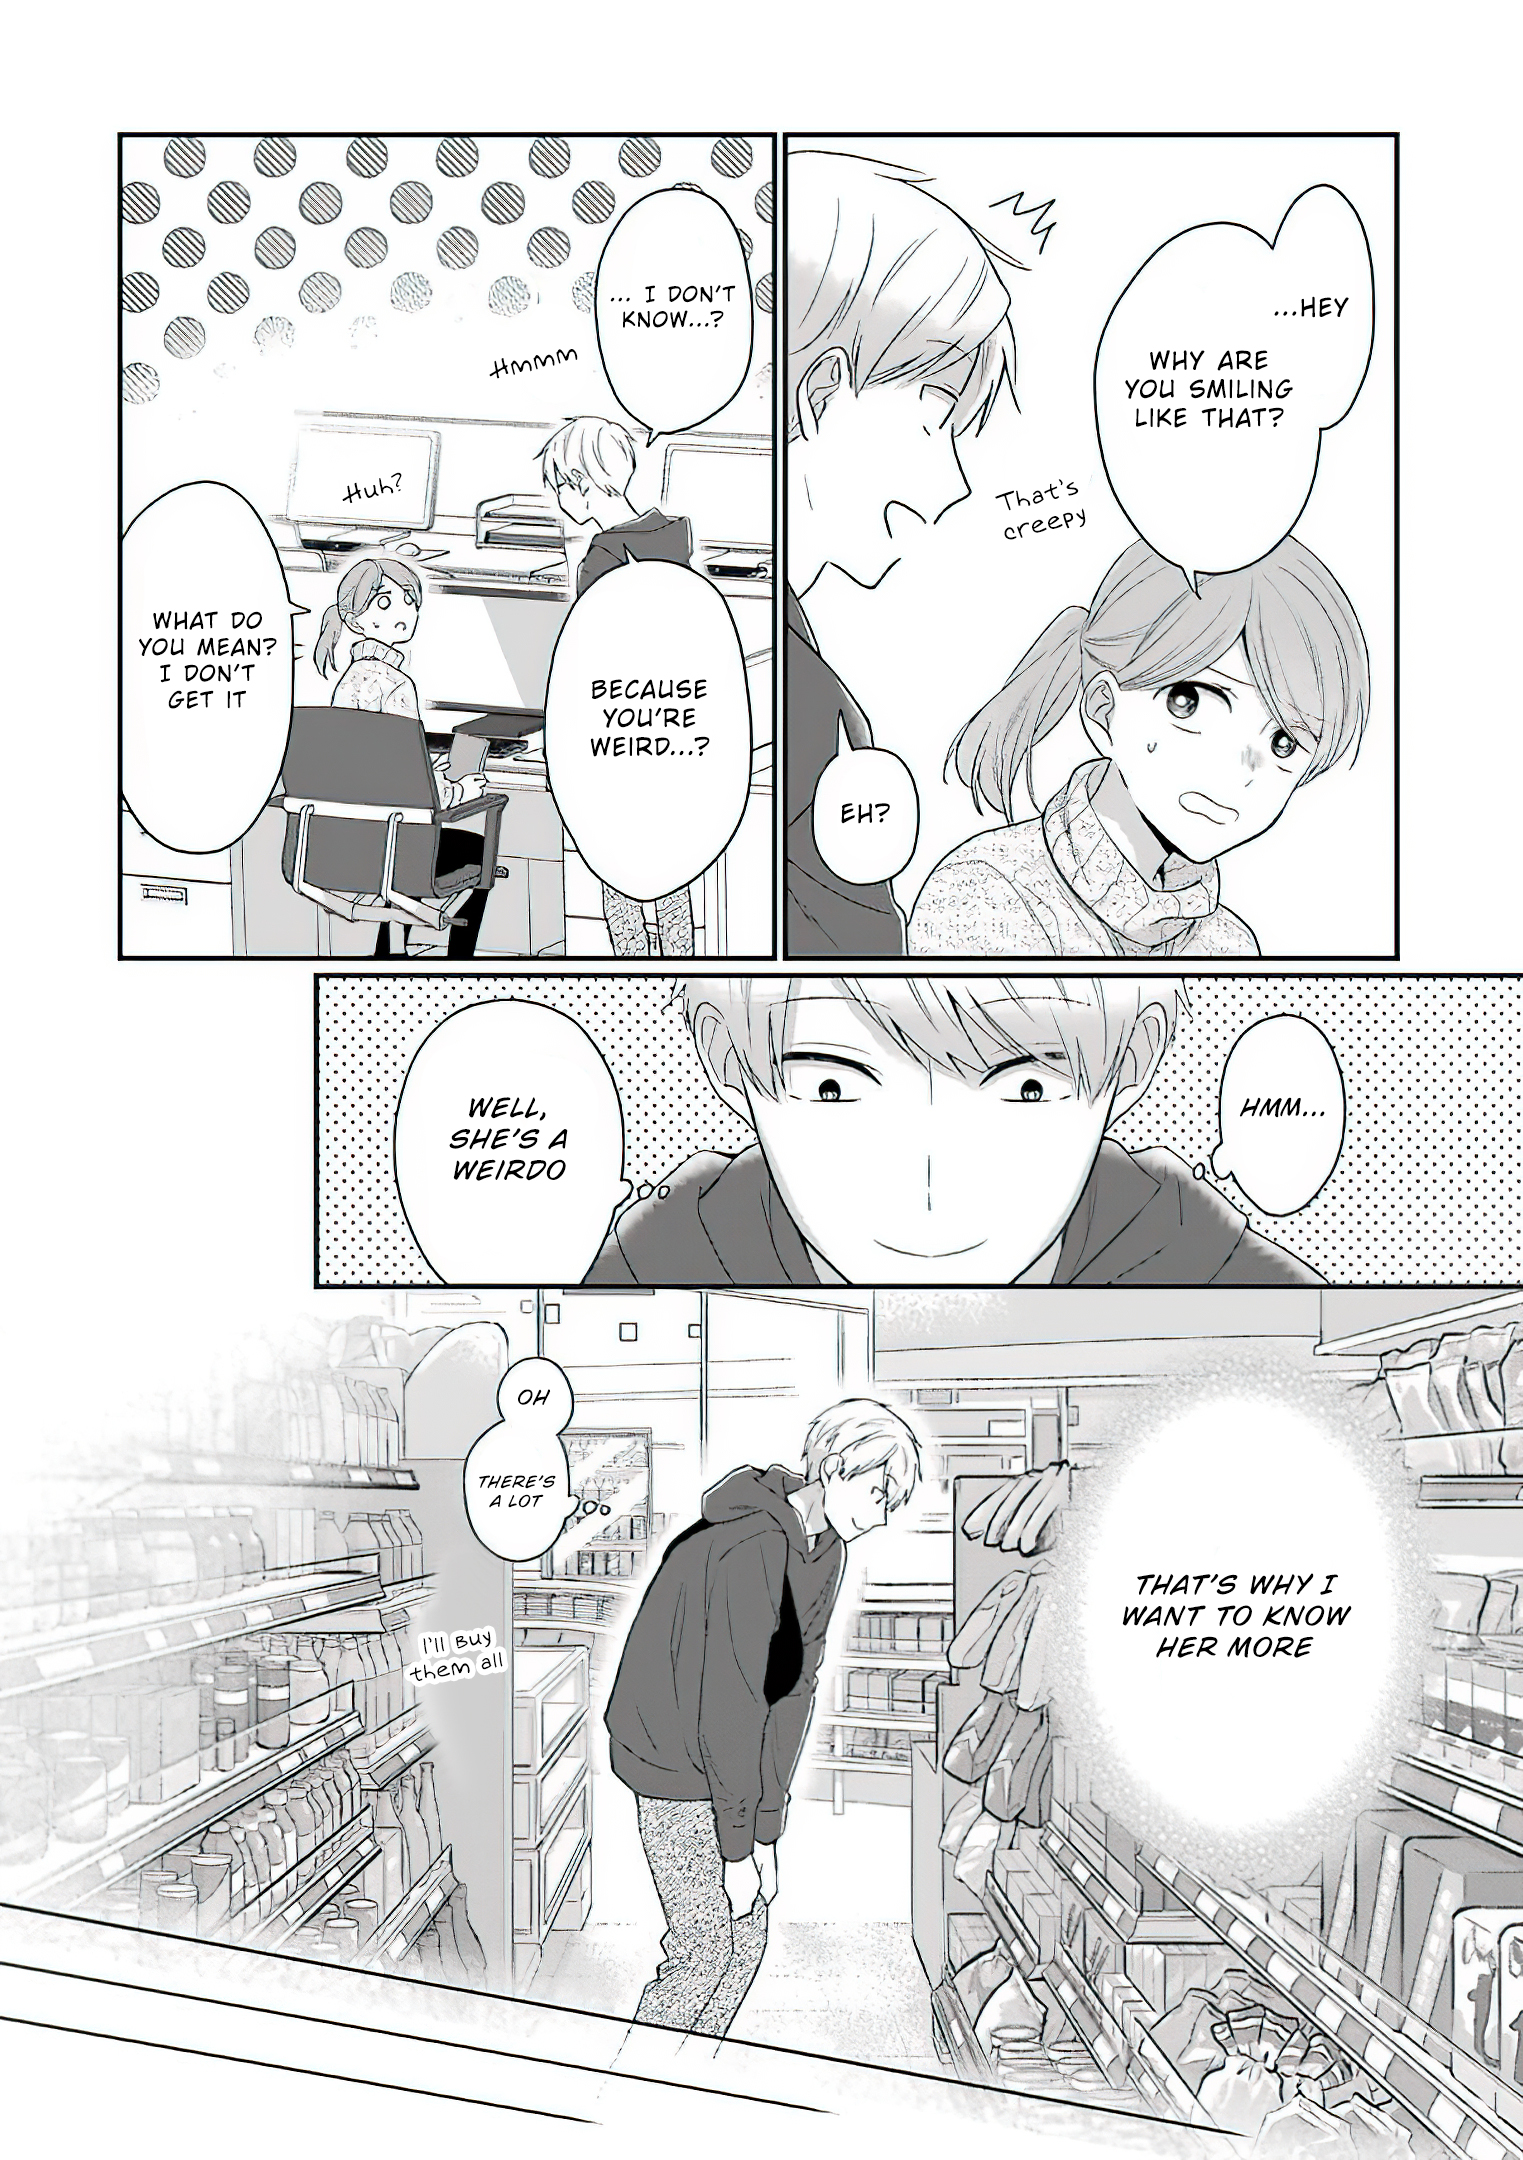 ...HEY
WHY ARE
YOU SMILING
LIKE THAT?
That's
creepy
EH?
... I DON'T
KNOW...?
Hmmm
BECAUSE
YOU'RE
WEIRD...?
Huh?
WHAT DO
YOU MEAN?
I DON'T
GET IT
HMM...
WELL,
SHE'S A
WEIRDO
THAT'S WHY I
WANT TO KNOW
HER MORE
OH
THERE'S
A LOT
I'll Buy
them all